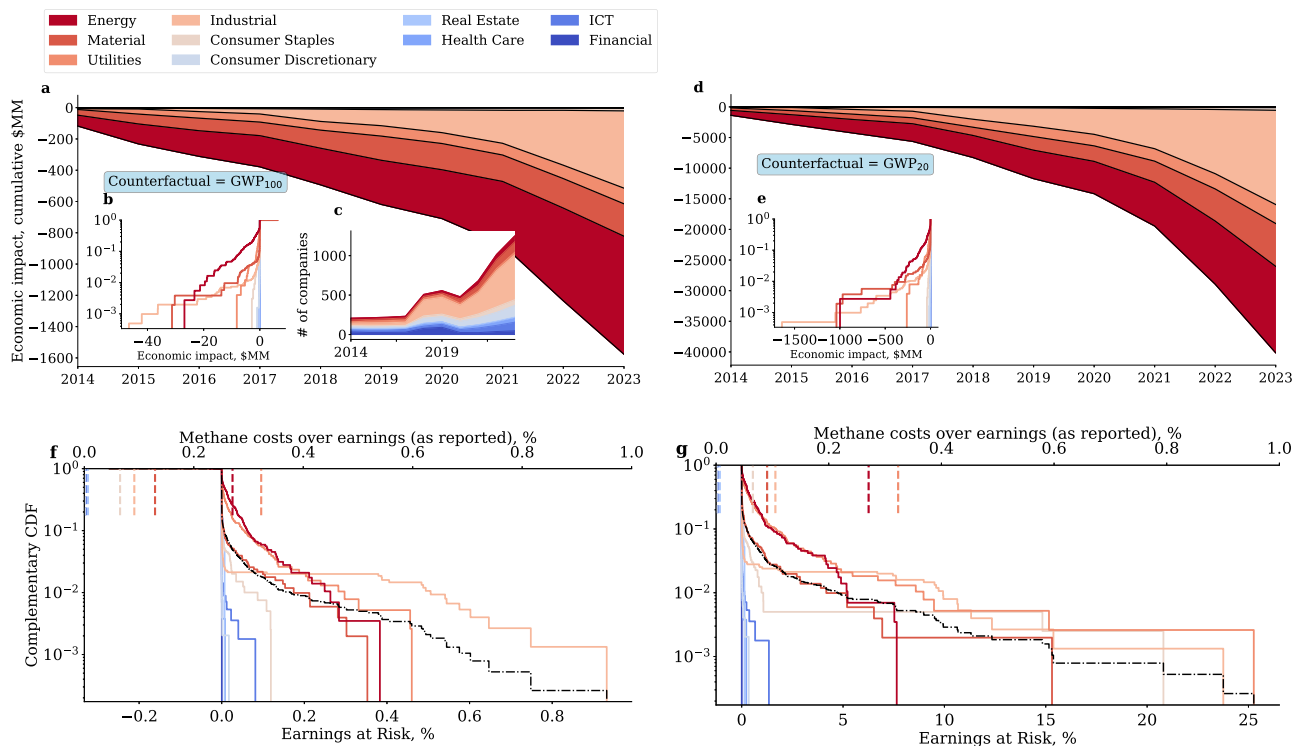 Energy
Material
Utilities
Industrial
Consumer Staples
Consumer Discretionary
Real Estate
Health Care
ICT
Financial
a
Economic impact, cumulative $MM
0
−200
−400
−600
−800
−1000
−1200
−1400
−1600
2014 2015 2016 2017 2018 2019 2020 2021 2022 2023
Counterfactual = GWP₁₀₀
b
10⁰
10⁻¹
10⁻²
10⁻³
−40 −20 0
Economic impact, $MM
c
# of companies
1000
500
0
2014 2019
d
0
−5000
−10000
−15000
−20000
−25000
−30000
−35000
−40000
2014 2015 2016 2017 2018 2019 2020 2021 2022 2023
Counterfactual = GWP₂₀
e
10⁰
10⁻¹
10⁻²
10⁻³
−1500 −1000 −500 0
Economic impact, $MM
Methane costs over earnings (as reported), %
f
0.0 0.2 0.4 0.6 0.8 1.0
Complementary CDF
10⁰
10⁻¹
10⁻²
10⁻³
−0.2 0.0 0.2 0.4 0.6 0.8
Earnings at Risk, %
Methane costs over earnings (as reported), %
g
0.0 0.2 0.4 0.6 0.8 1.0
10⁰
10⁻¹
10⁻²
10⁻³
0 5 10 15 20 25
Earnings at Risk, %